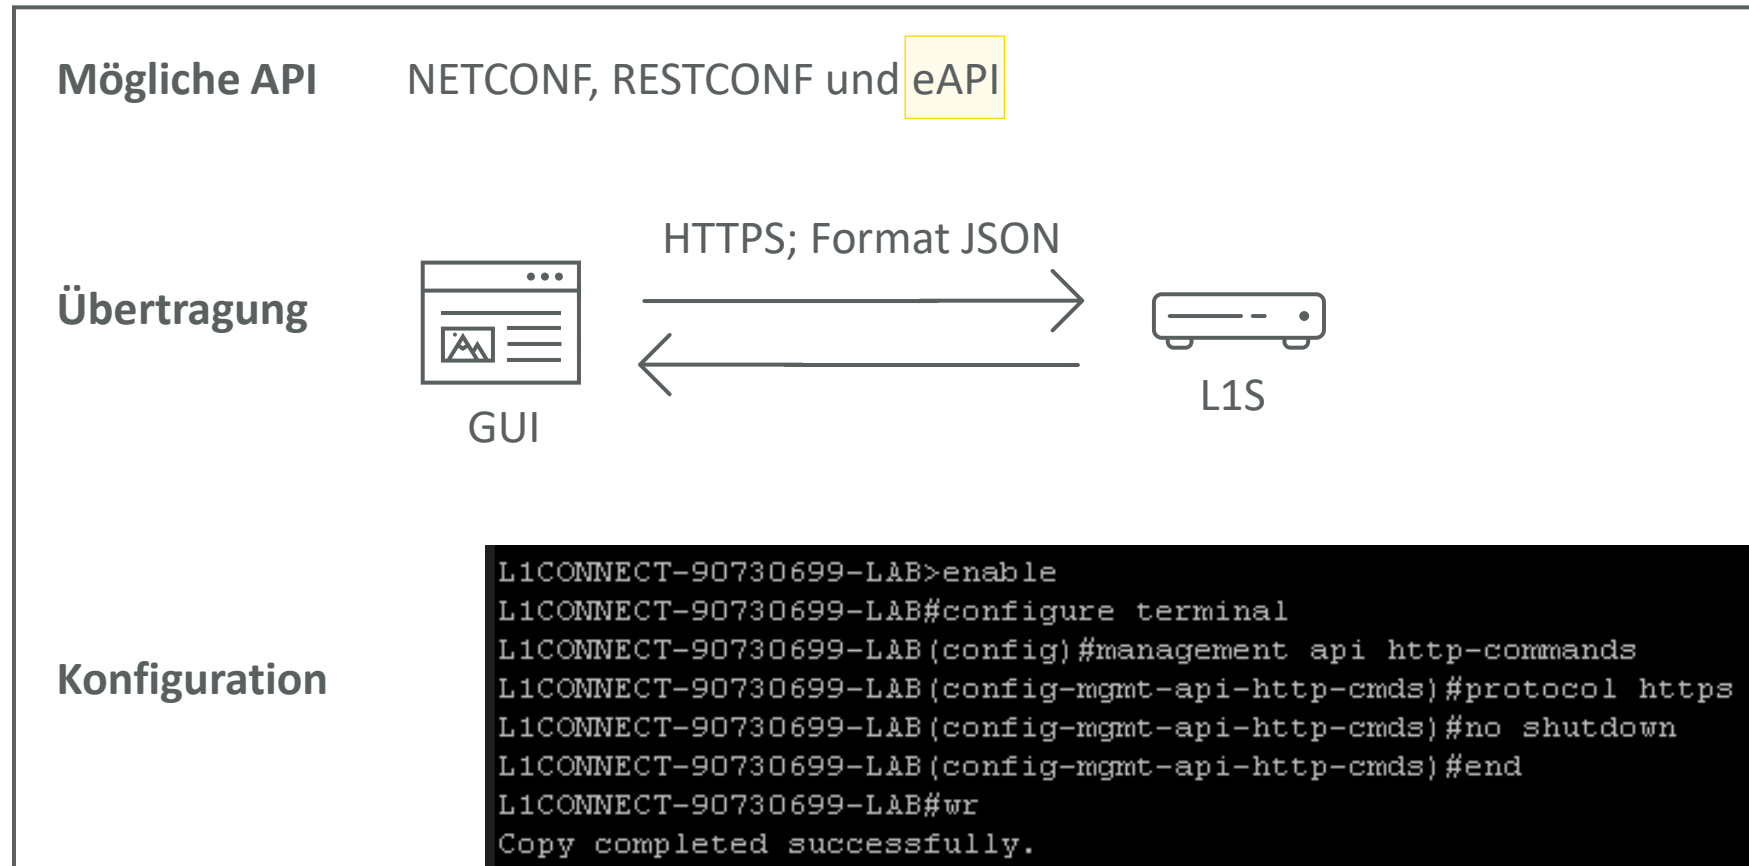 Mögliche API NETCONF, RESTCONF und eAPI
HTTPS; Format JSON
Übertragung
GUI
L1S
Konfiguration
L1CONNECT-90730699-LAB>enable
L1CONNECT-90730699-LAB#configure terminal
L1CONNECT-90730699-LAB(config)#management api http-commands
L1CONNECT-90730699-LAB(config-mgmt-api-http-cmds)#protocol https
L1CONNECT-90730699-LAB(config-mgmt-api-http-cmds)#no shutdown
L1CONNECT-90730699-LAB(config-mgmt-api-http-cmds)#end
L1CONNECT-90730699-LAB#wr
Copy completed successfully.